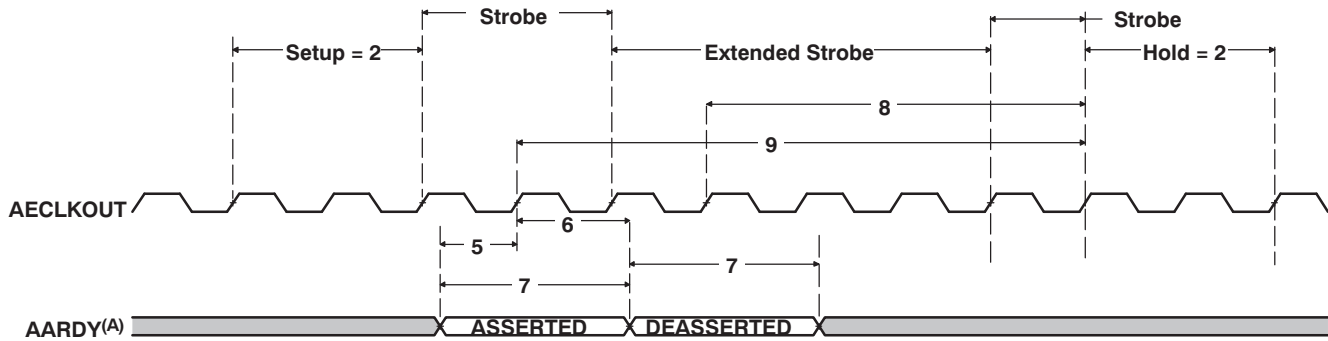 Strobe
Strobe
Setup = 2
Extended Strobe
Hold = 2
8
9
AECLKOUT
6
5
7
7
AARDY(A)
ASSERTED
DEASSERTED